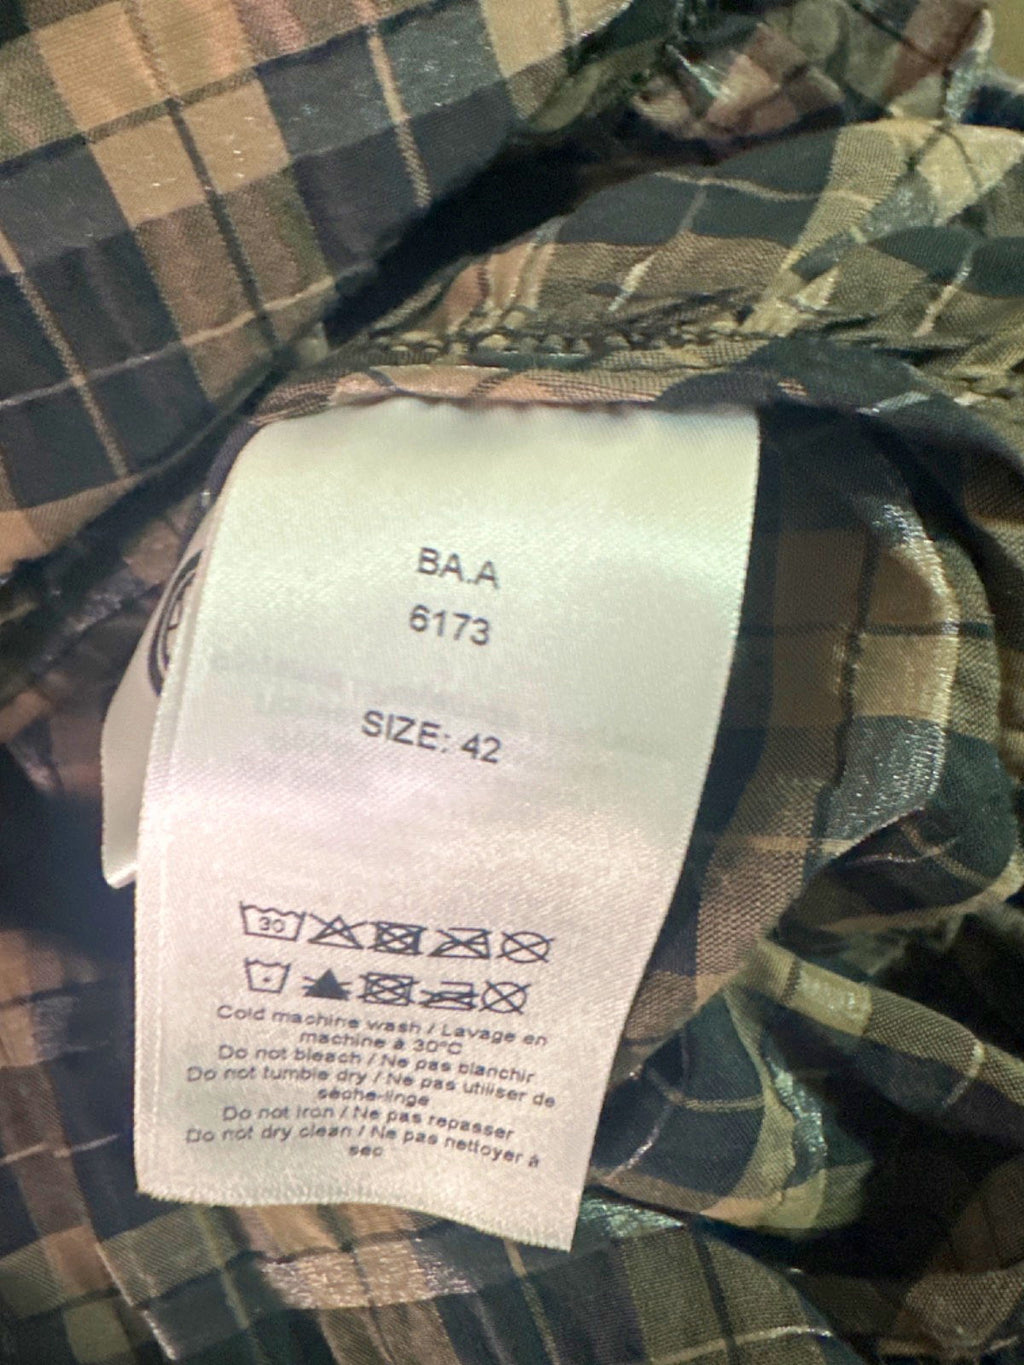 BA.A
6173
SIZE: 42
30
Cold machine wash / Lavage en
machine à 30°C
Do not bleach / Ne pas blanchir
Do not tumble dry / Ne pas utiliser de
sèche-linge
Do not iron / Ne pas repasser
Do not dry clean / Ne pas nettoyer à
sec